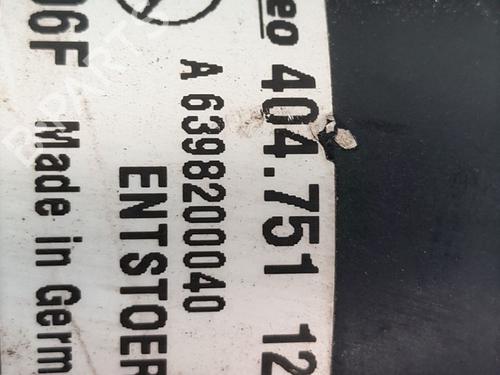 eo 404.751 12
A 6398200040
ENTSTOER
06F Made in Germ